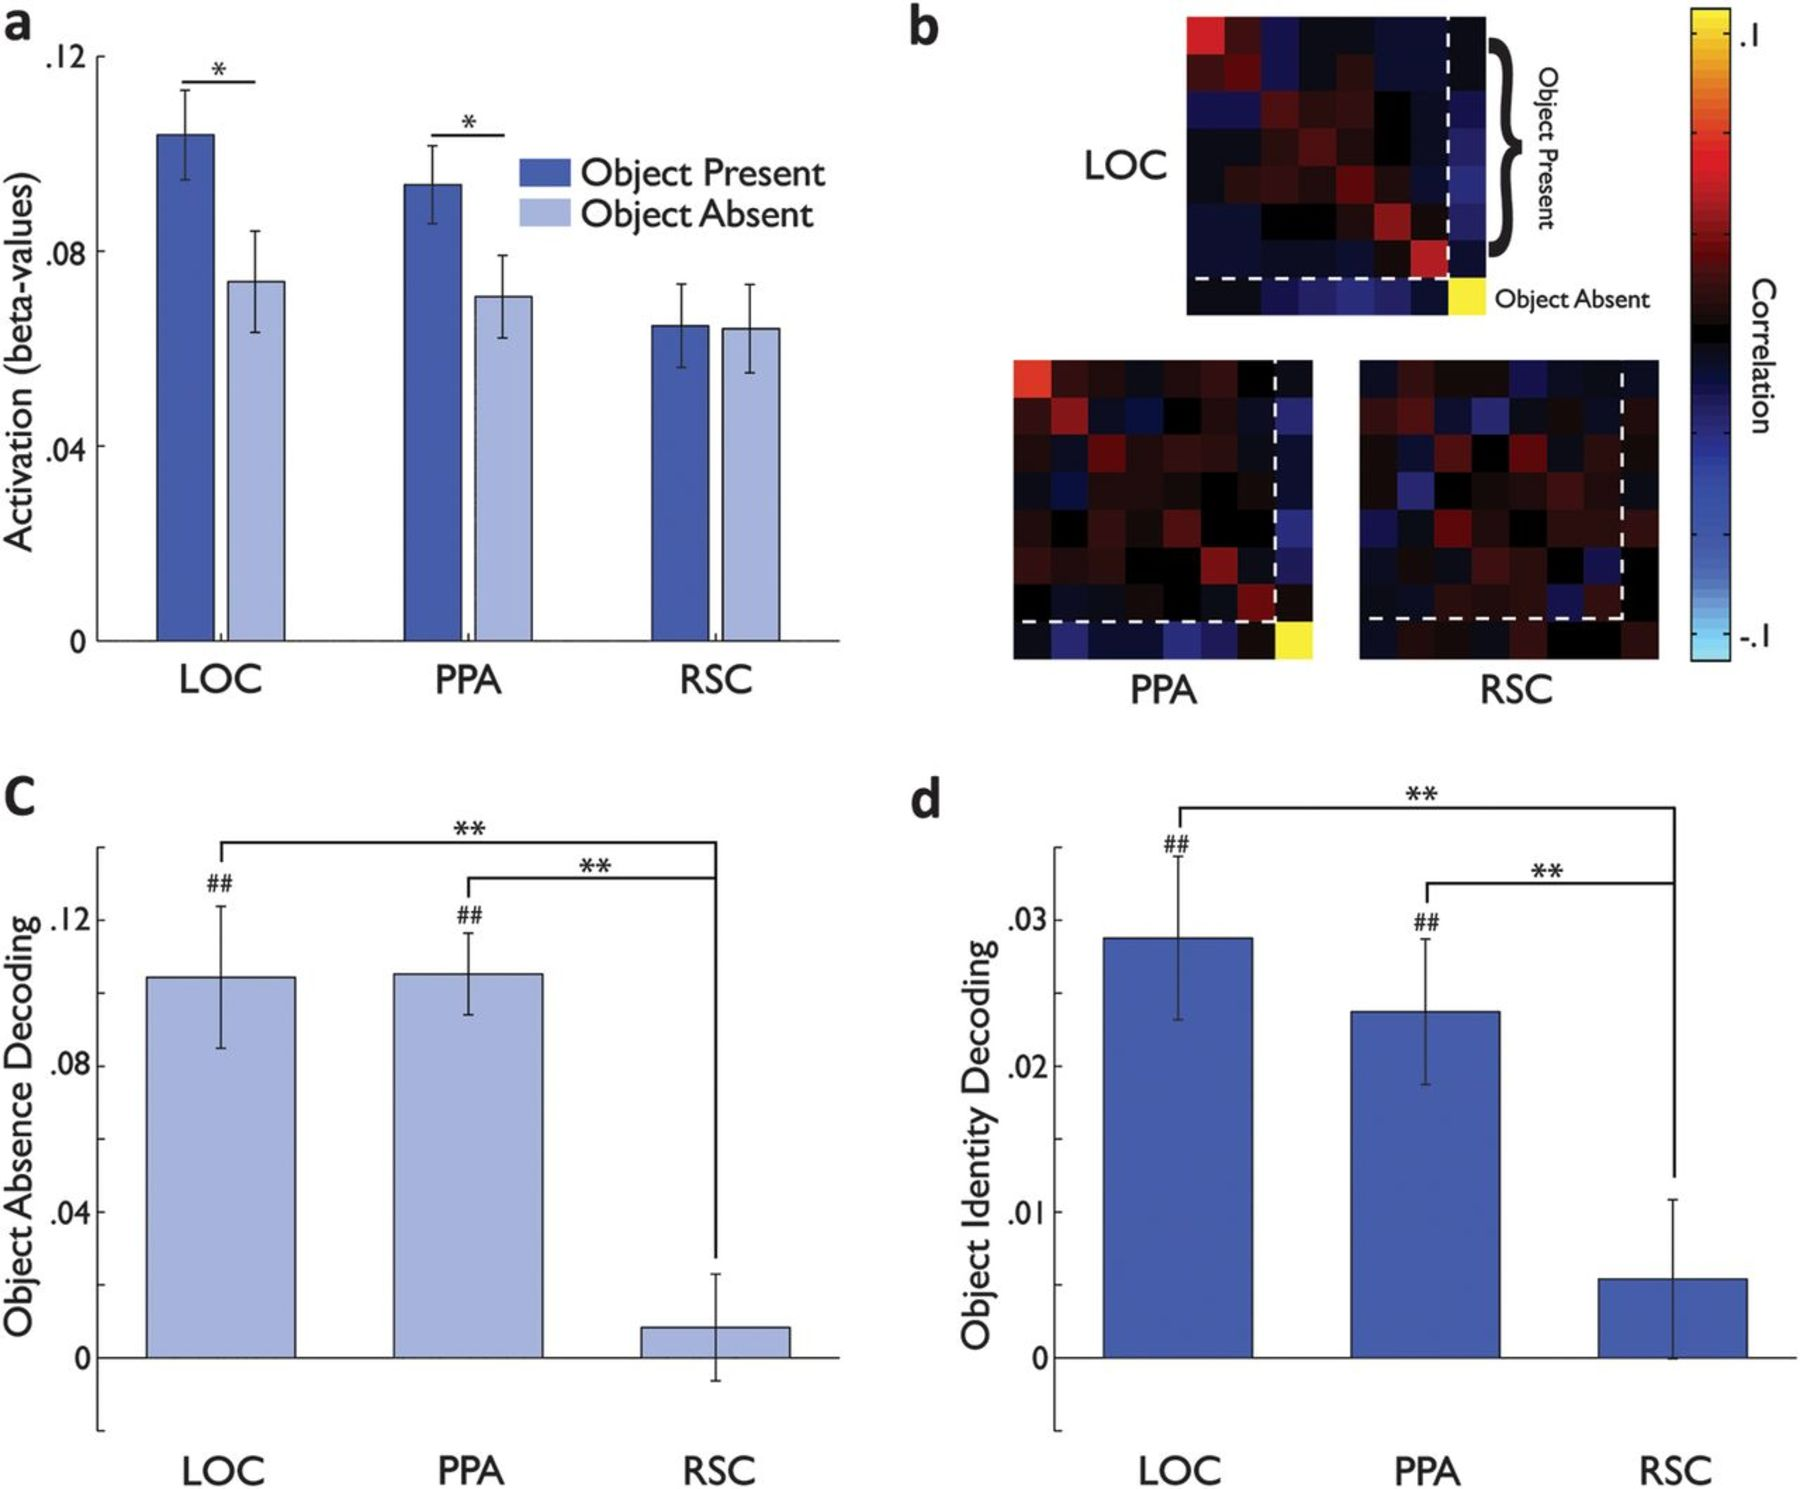 a
.12
.08
.04
0
Activation (beta-values)
*
*
Object Present
Object Absent
LOC
PPA
RSC
b
LOC
Object Present
Object Absent
PPA
RSC
.1
-.1
Correlation
C
.12
.08
.04
0
Object Absence Decoding
**
**
##
##
LOC
PPA
RSC
d
.03
.02
.01
0
Object Identity Decoding
**
**
##
##
LOC
PPA
RSC